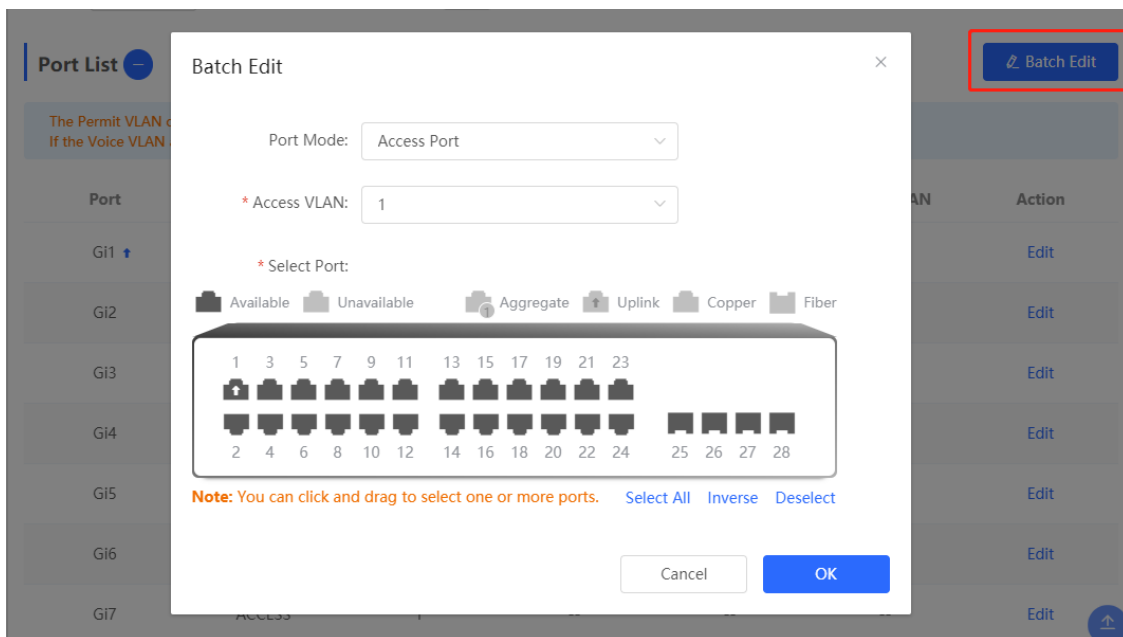 Port List
Batch Edit
Batch Edit
The Permit VLAN
If the Voice VLAN
Port Mode:
Access Port
* Access VLAN:
1
Port
Action
* Select Port:
Gi1
Edit
Available
Unavailable
1
Aggregate
Uplink
Copper
Fiber
Gi2
Edit
1 3 5 7 9 11 13 15 17 19 21 23
Gi3
Edit
Gi4
Edit
2 4 6 8 10 12 14 16 18 20 22 24 25 26 27 28
Note: You can click and drag to select one or more ports.
Select All
Inverse
Deselect
Gi5
Edit
Gi6
Edit
Cancel
OK
Gi7
Edit